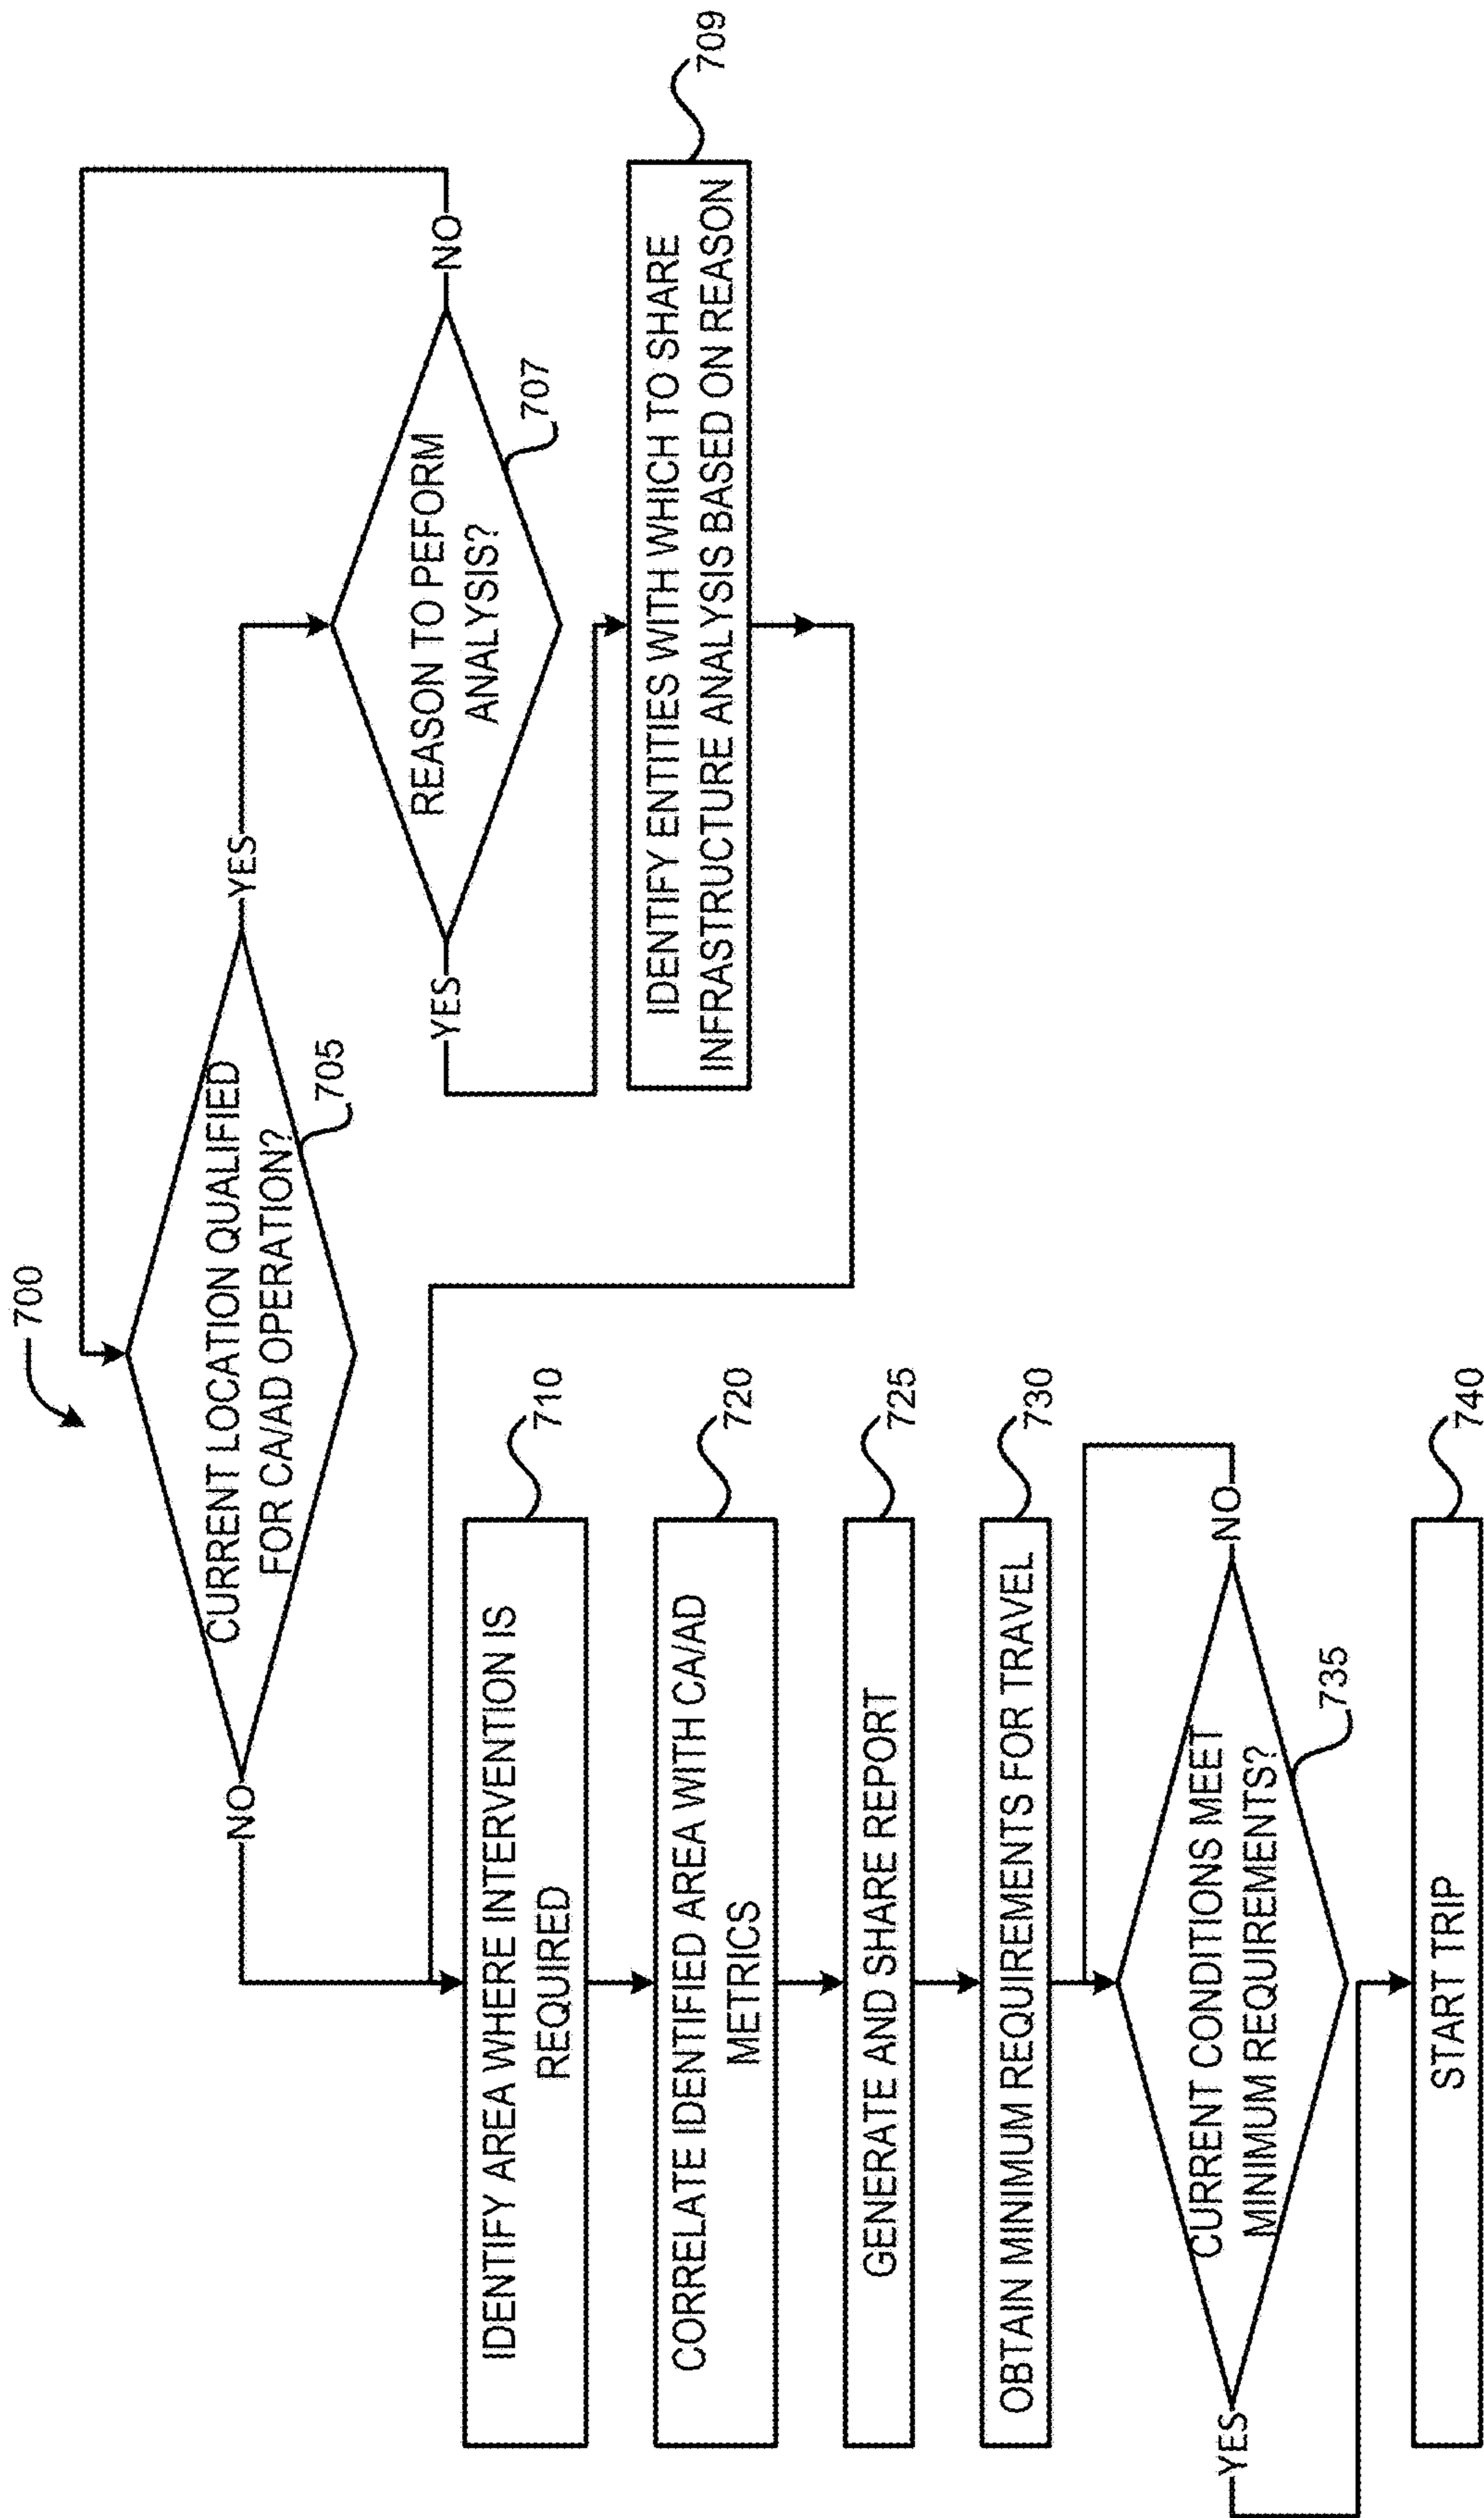 700
CURRENT LOCATION QUALIFIED
FOR CA/AD OPERATION?
705
NO
YES
REASON TO PEFORM
ANALYSIS?
707
YES
NO
IDENTIFY ENTITIES WITH WHICH TO SHARE
INFRASTRUCTURE ANALYSIS BASED ON REASON
709
IDENTIFY AREA WHERE INTERVENTION IS
REQUIRED
710
CORRELATE IDENTIFIED AREA WITH CA/AD
METRICS
720
GENERATE AND SHARE REPORT
725
OBTAIN MINIMUM REQUIREMENTS FOR TRAVEL
730
CURRENT CONDITIONS MEET
MINIMUM REQUIREMENTS?
735
YES
NO
START TRIP
740